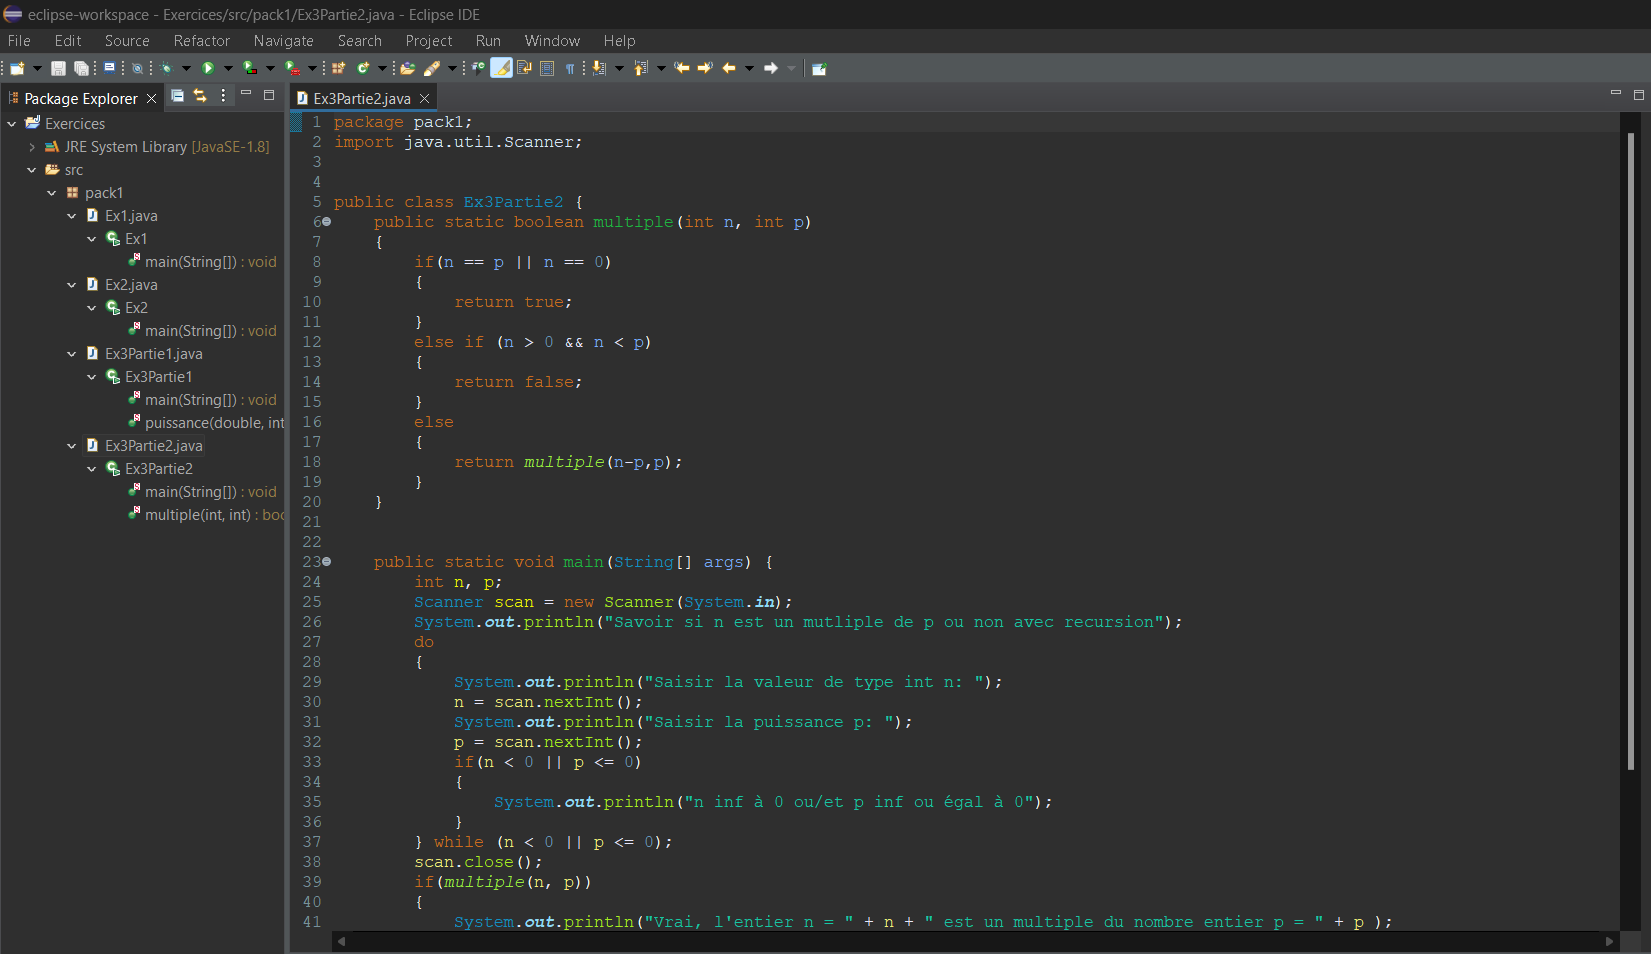 eclipse-workspace - Exercices/src/pack1/Ex3Partie2.java - Eclipse IDE
File Edit Source Refactor Navigate Search Project Run Window Help
Package Explorer
Exercices
JRE System Library [JavaSE-1.8]
src
pack1
Ex1.java
Ex1
main(String[]) : void
Ex2.java
Ex2
main(String[]) : void
Ex3Partie1.java
Ex3Partie1
main(String[]) : void
puissance(double, int
Ex3Partie2.java
Ex3Partie2
main(String[]) : void
multiple(int, int) : boo
Ex3Partie2.java
1 package pack1;
2 import java.util.Scanner;
3
4
5 public class Ex3Partie2 {
6 public static boolean multiple(int n, int p)
7 {
8 if(n == p || n == 0)
9 {
10 return true;
11 }
12 else if (n > 0 && n < p)
13 {
14 return false;
15 }
16 else
17 {
18 return multiple(n-p,p);
19 }
20 }
21
22
23 public static void main(String[] args) {
24 int n, p;
25 Scanner scan = new Scanner(System.in);
26 System.out.println("Savoir si n est un mutliple de p ou non avec recursion");
27 do
28 {
29 System.out.println("Saisir la valeur de type int n: ");
30 n = scan.nextInt();
31 System.out.println("Saisir la puissance p: ");
32 p = scan.nextInt();
33 if(n < 0 || p <= 0)
34 {
35 System.out.println("n inf à 0 ou/et p inf ou égal à 0");
36 }
37 } while (n < 0 || p <= 0);
38 scan.close();
39 if(multiple(n, p))
40 {
41 System.out.println("Vrai, l'entier n = " + n + " est un multiple du nombre entier p = " + p );